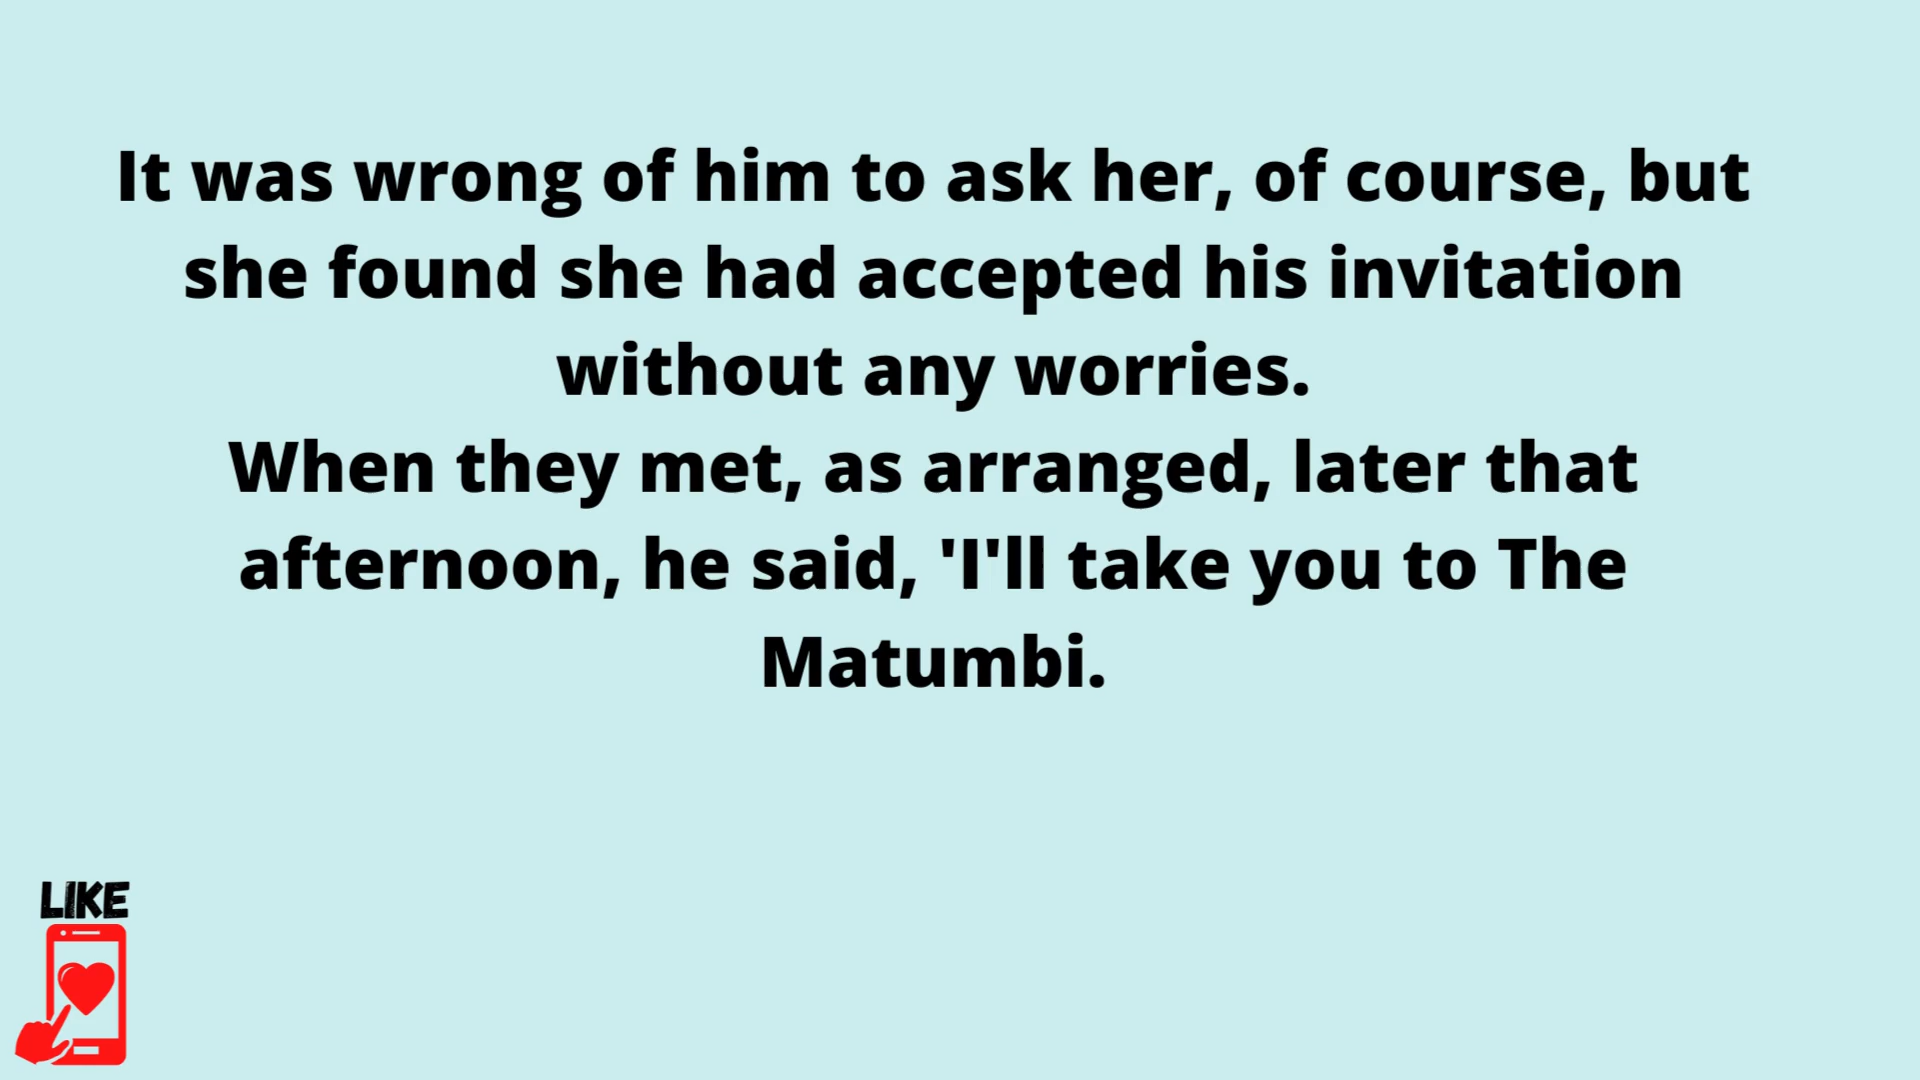 It was wrong of him to ask her, of course, but
she found she had accepted his invitation
without any worries.
When they met, as arranged, later that
afternoon, he said, 'I'll take you to The
Matumbi.
LIKE